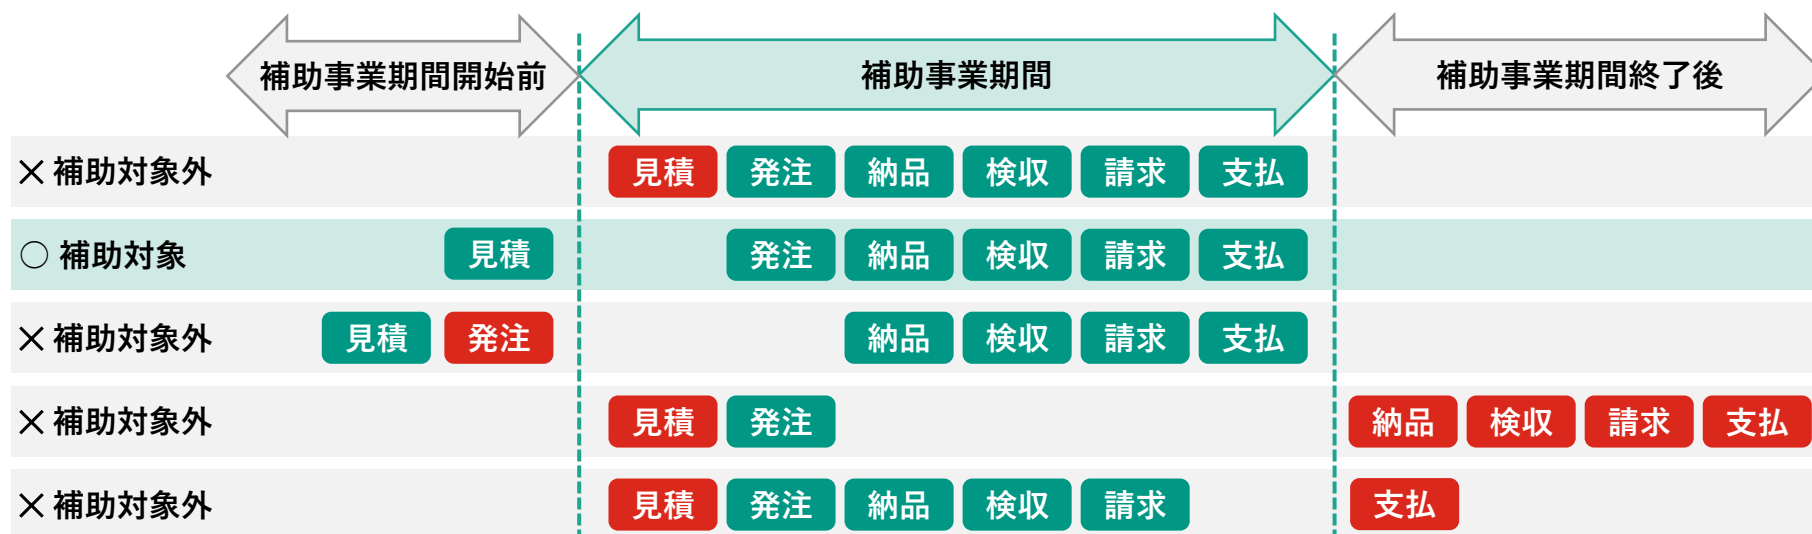 補助事業期間開始前 補助事業期間 補助事業期間終了後
×補助対象外 見積 発注 納品 検収 請求 支払
○ 補助対象 見積 発注 納品 検収 請求 支払
×補助対象外 見積 発注 納品 検収 請求 支払
×補助対象外 見積 発注 納品 検収 請求 支払
×補助対象外 見積 発注 納品 検収 請求 支払